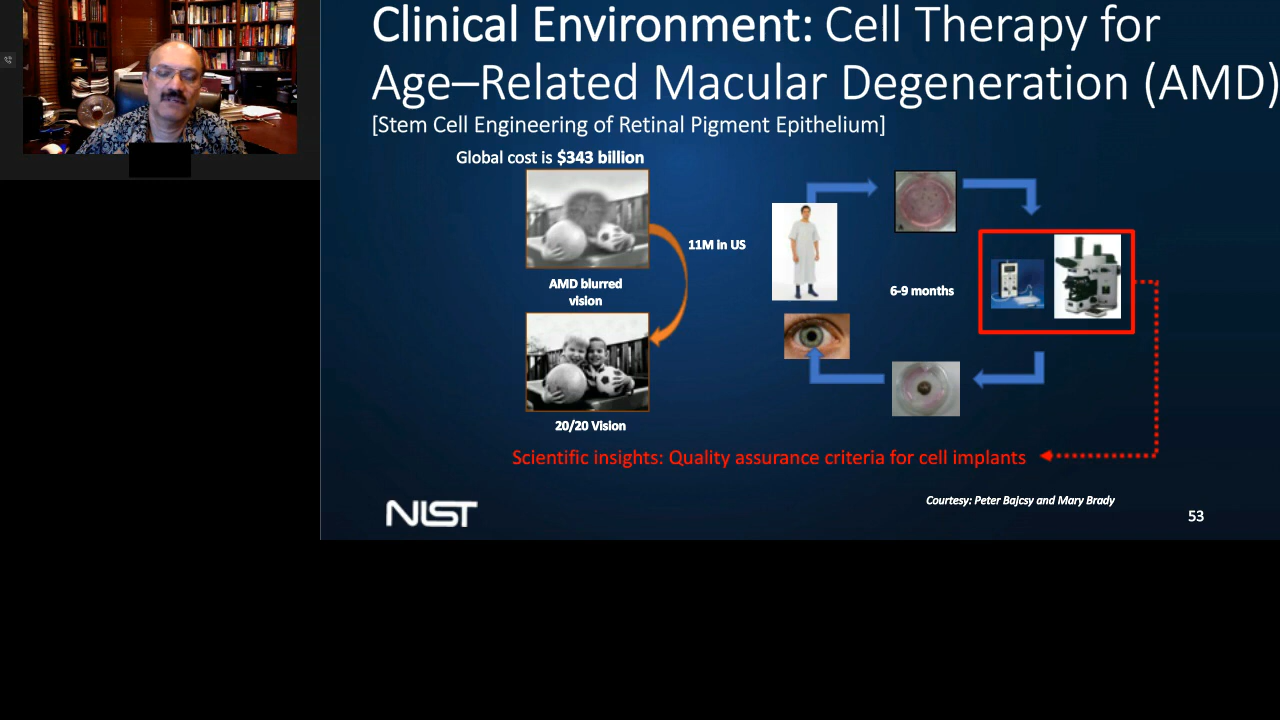 Clinical Environment: Cell Therapy for
Age–Related Macular Degeneration (AMD)
[Stem Cell Engineering of Retinal Pigment Epithelium]
Global cost is $343 billion
11M in US
AMD blurred
vision
20/20 Vision
6-9 months
A
Scientific insights: Quality assurance criteria for cell implants
Courtesy: Peter Bajcsy and Mary Brady
NIST
53